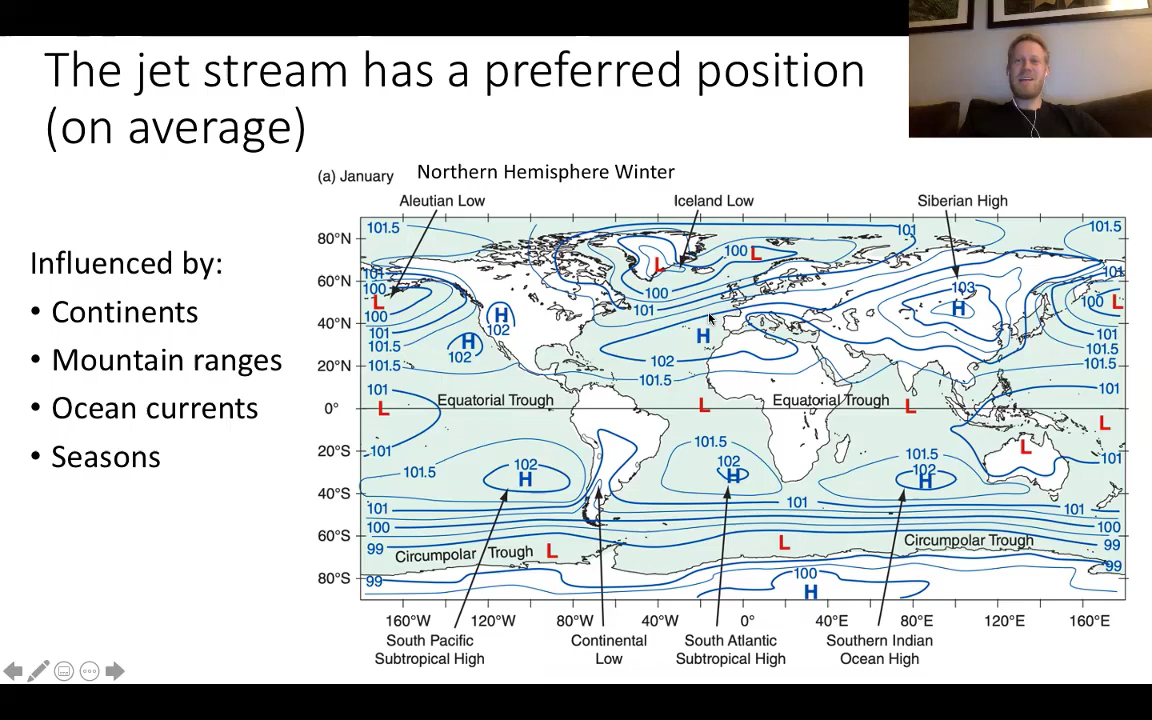 The jet stream has a preferred position
(on average)
(a) January
Northern Hemisphere Winter
Aleutian Low
Iceland Low
Siberian High
Influenced by:
• Continents
• Mountain ranges
• Ocean currents
• Seasons
80°N
60°N
40°N
20°N
0°
20°S
40°S
60°S
80°S
101.5
101
101.5
100
L
L
101
100
L
100
101
101.5
H
102
H
102
101.5
100
101
H
102
101.5
103
H
101
100
L
101
101.5
101.5
101
Equatorial Trough
Equatorial Trough
L
L
L
L
101
101.5
102
H
101.5
102
H
101.5
102
H
L
101
101
100
99
101
101
100
99
Circumpolar Trough
L
L
Circumpolar Trough
99
100
H
99
160°W
120°W
80°W
40°W
0°
40°E
80°E
120°E
160°E
South Pacific
Subtropical High
Continental
Low
South Atlantic
Subtropical High
Southern Indian
Ocean High